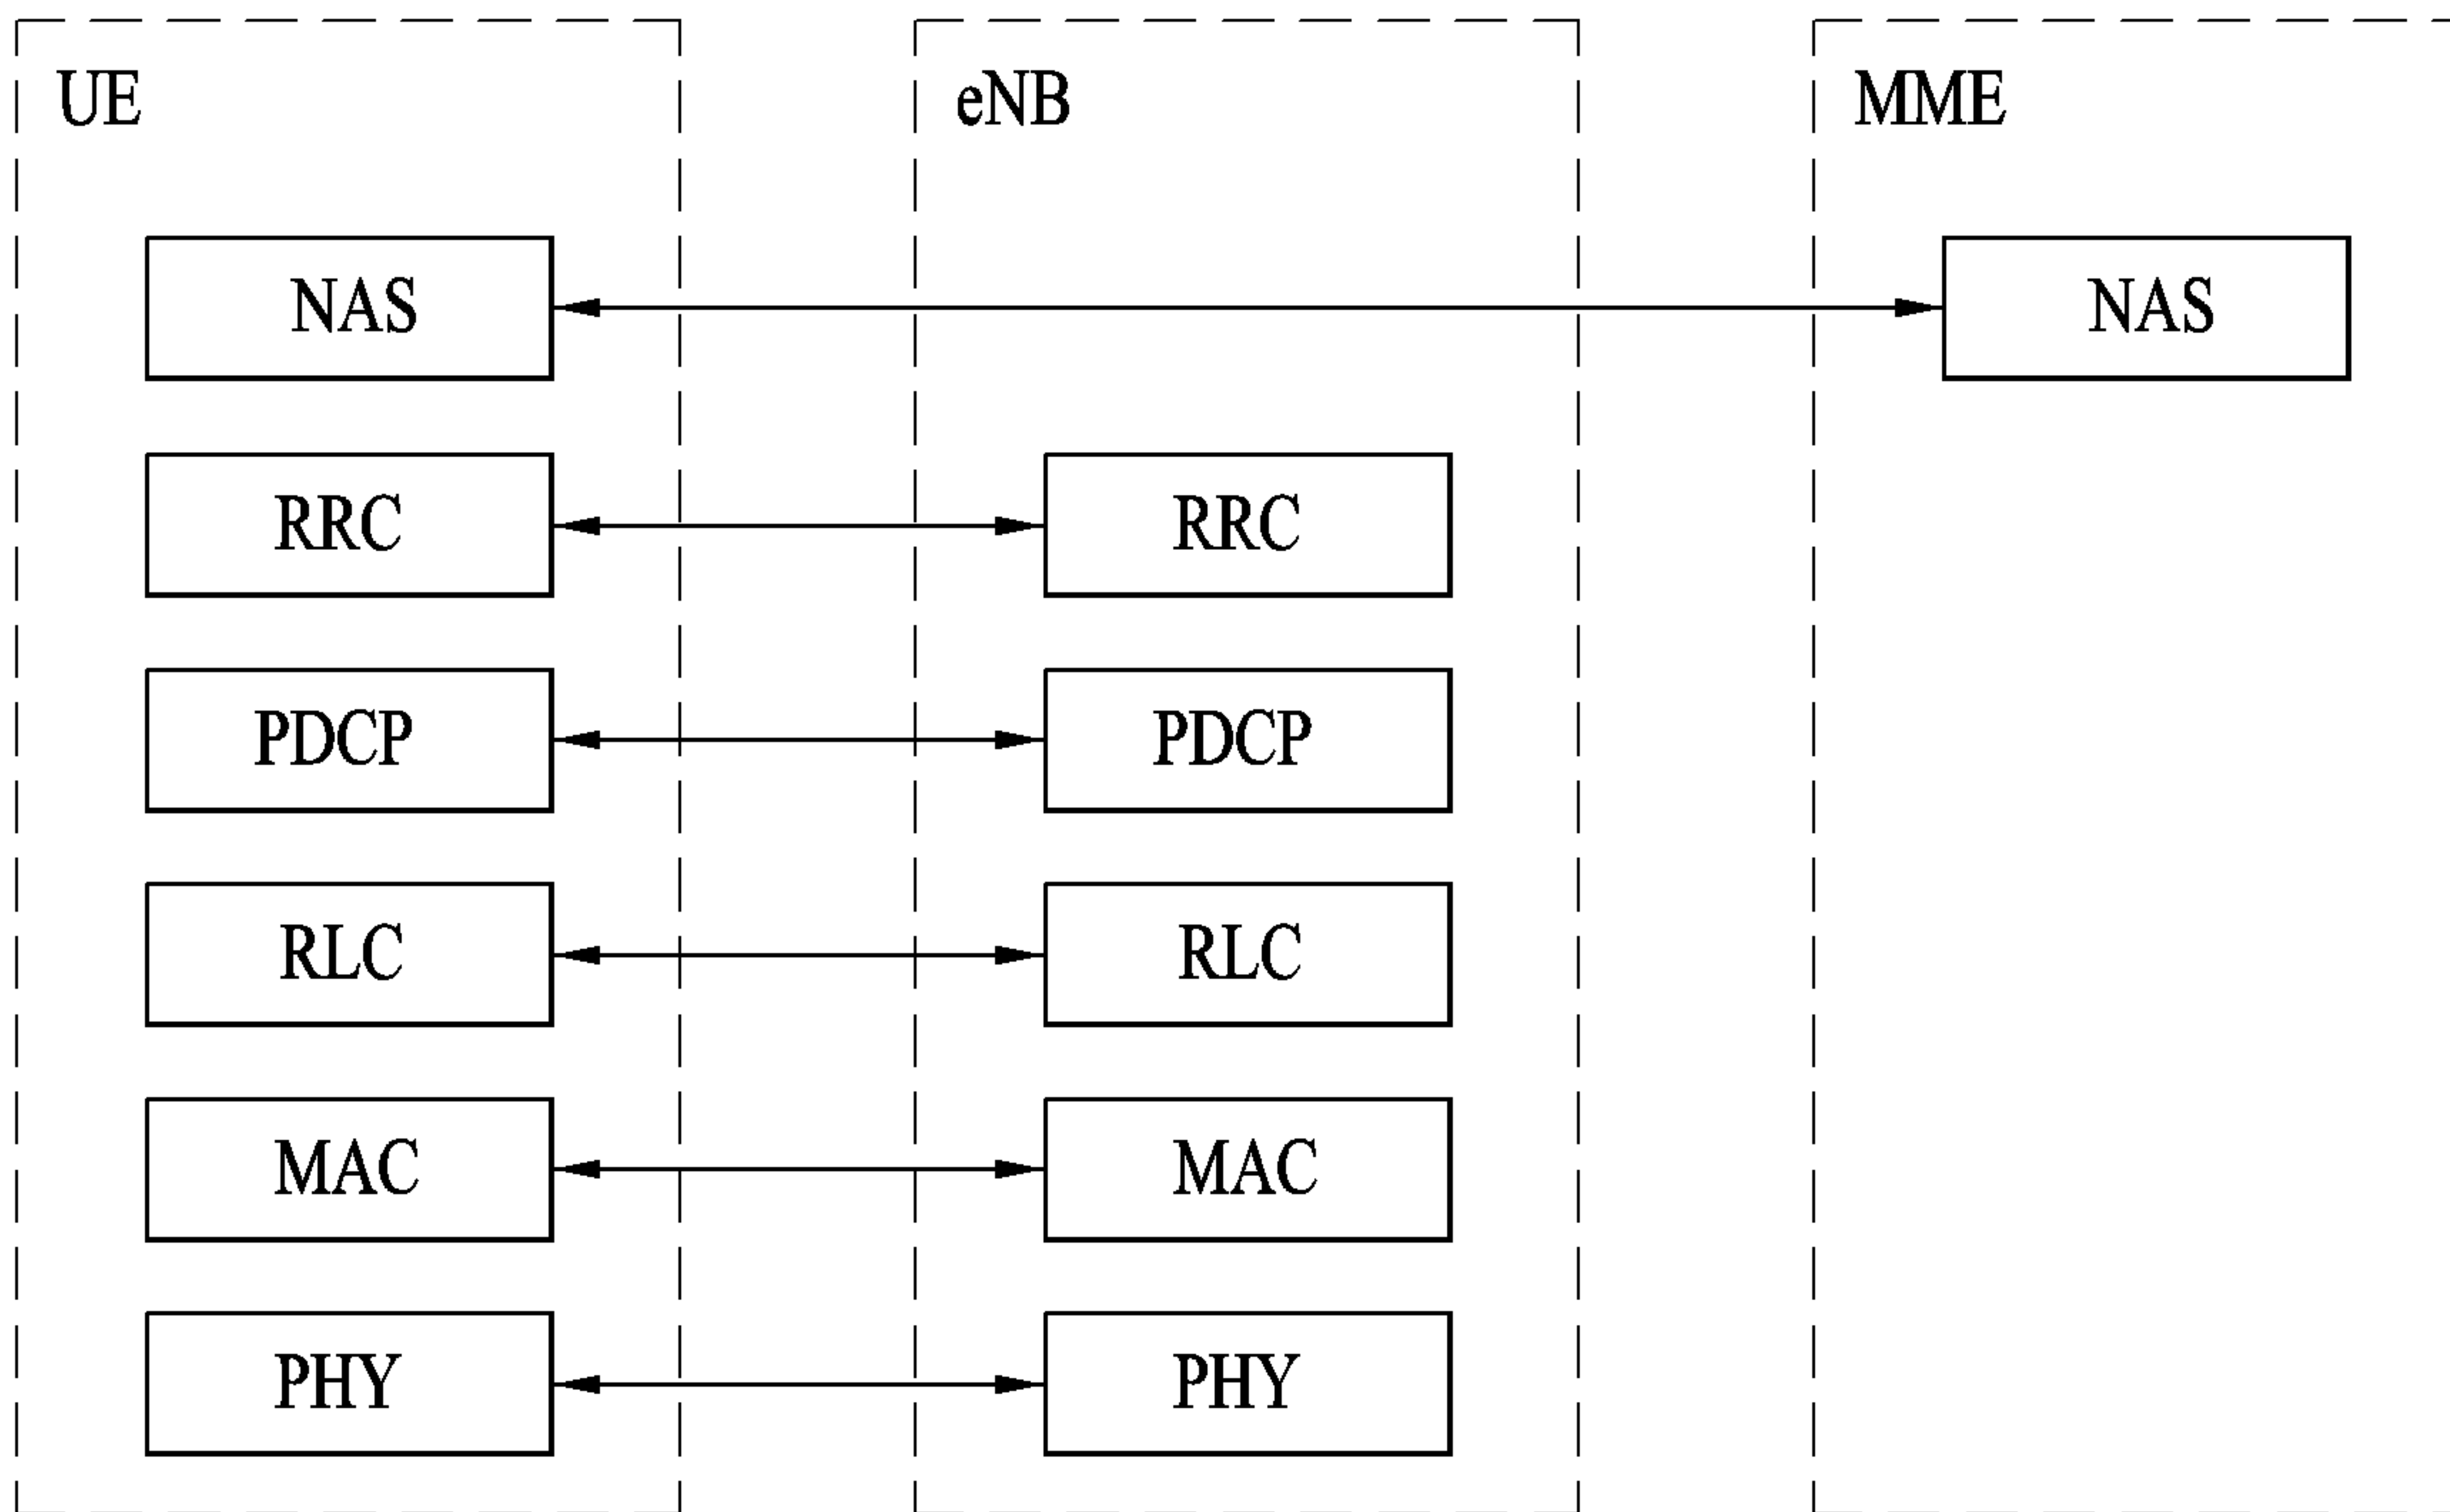 UE eNB MME
NAS NAS
RRC RRC
PDCP PDCP
RLC RLC
MAC MAC
PHY PHY